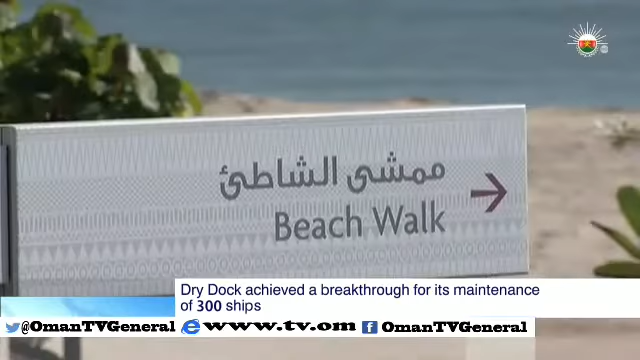 ممشى الشاطئ
Beach Walk
Dry Dock achieved a breakthrough for its maintenance
of 300 ships
@OmanTVGeneral www.tv.om OmanTVGeneral